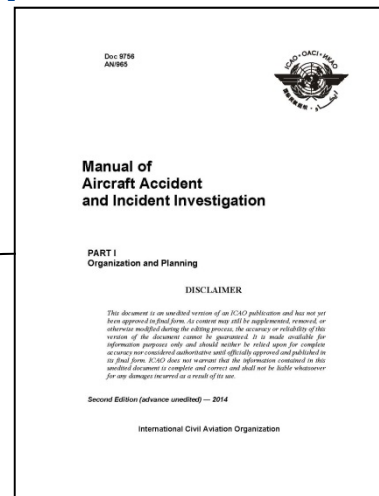 Doc 9756
AN/965
ICAO • OACI • ИКАО
Manual of
Aircraft Accident
and Incident Investigation
PART I
Organization and Planning
DISCLAIMER
This document is an unedited version of an ICAO publication and has not yet
been approved in final form. As content may still be supplemented, removed, or
otherwise modified during the editing process, the accuracy or reliability of this
version of the document cannot be guaranteed. It is made available for
information purposes only and should neither be relied upon for complete
accuracy nor considered authoritative until officially approved and published in
its final form. ICAO does not warrant that the information contained in this
unedited document is complete and correct and shall not be liable whatsoever
for any damages incurred as a result of its use.
Second Edition (advance unedited) — 2014
International Civil Aviation Organization